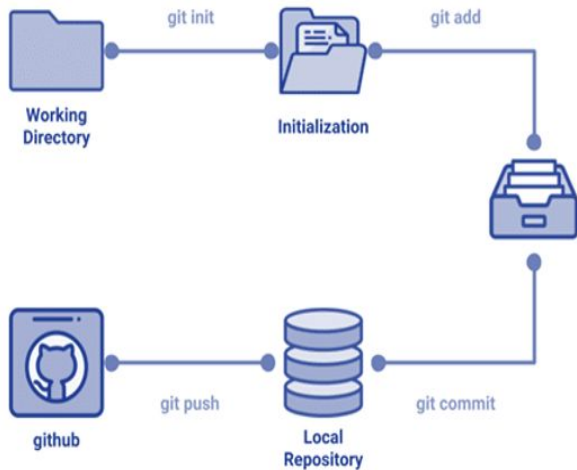 git init
git add
Working
Directory
Initialization
git push
git commit
github
Local
Repository